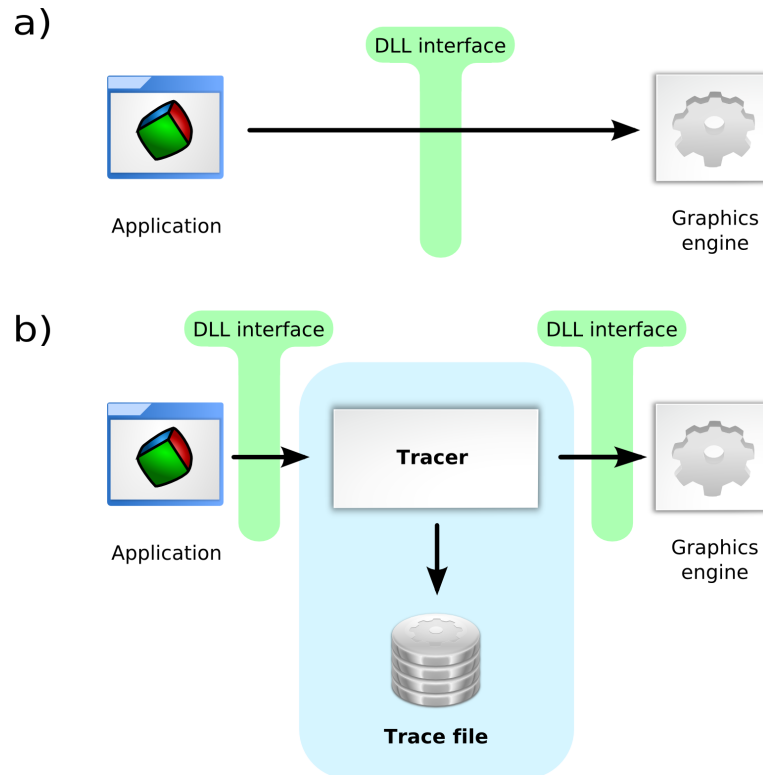 a)
DLL interface
Application
Graphics
engine
b)
DLL interface
DLL interface
Tracer
Application
Graphics
engine
Trace file